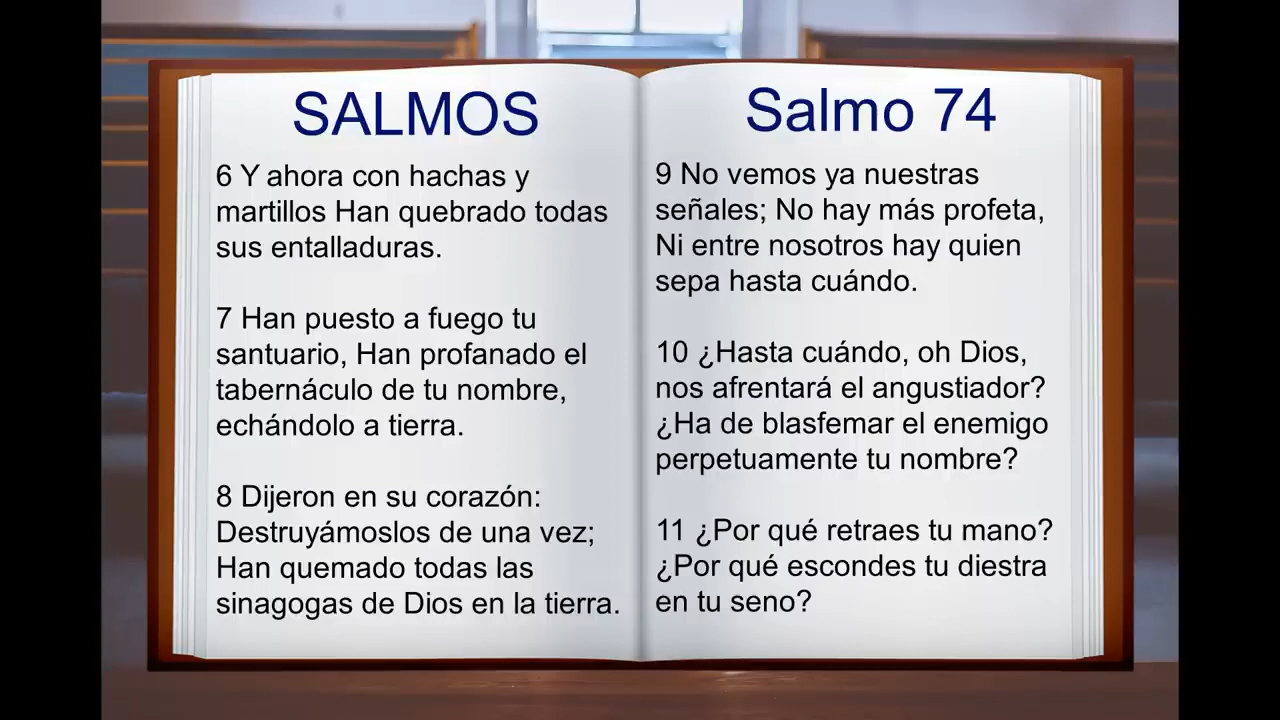 SALMOS
6 Y ahora con hachas y
martillos Han quebrado todas
sus entalladuras.
7 Han puesto a fuego tu
santuario, Han profanado el
tabernáculo de tu nombre,
echándolo a tierra.
8 Dijeron en su corazón:
Destruyámoslos de una vez;
Han quemado todas las
sinagogas de Dios en la tierra.
Salmo 74
9 No vemos ya nuestras
señales; No hay más profeta,
Ni entre nosotros hay quien
sepa hasta cuándo.
10 ¿Hasta cuándo, oh Dios,
nos afrentará el angustiador?
¿Ha de blasfemar el enemigo
perpetuamente tu nombre?
11 ¿Por qué retraes tu mano?
¿Por qué escondes tu diestra
en tu seno?